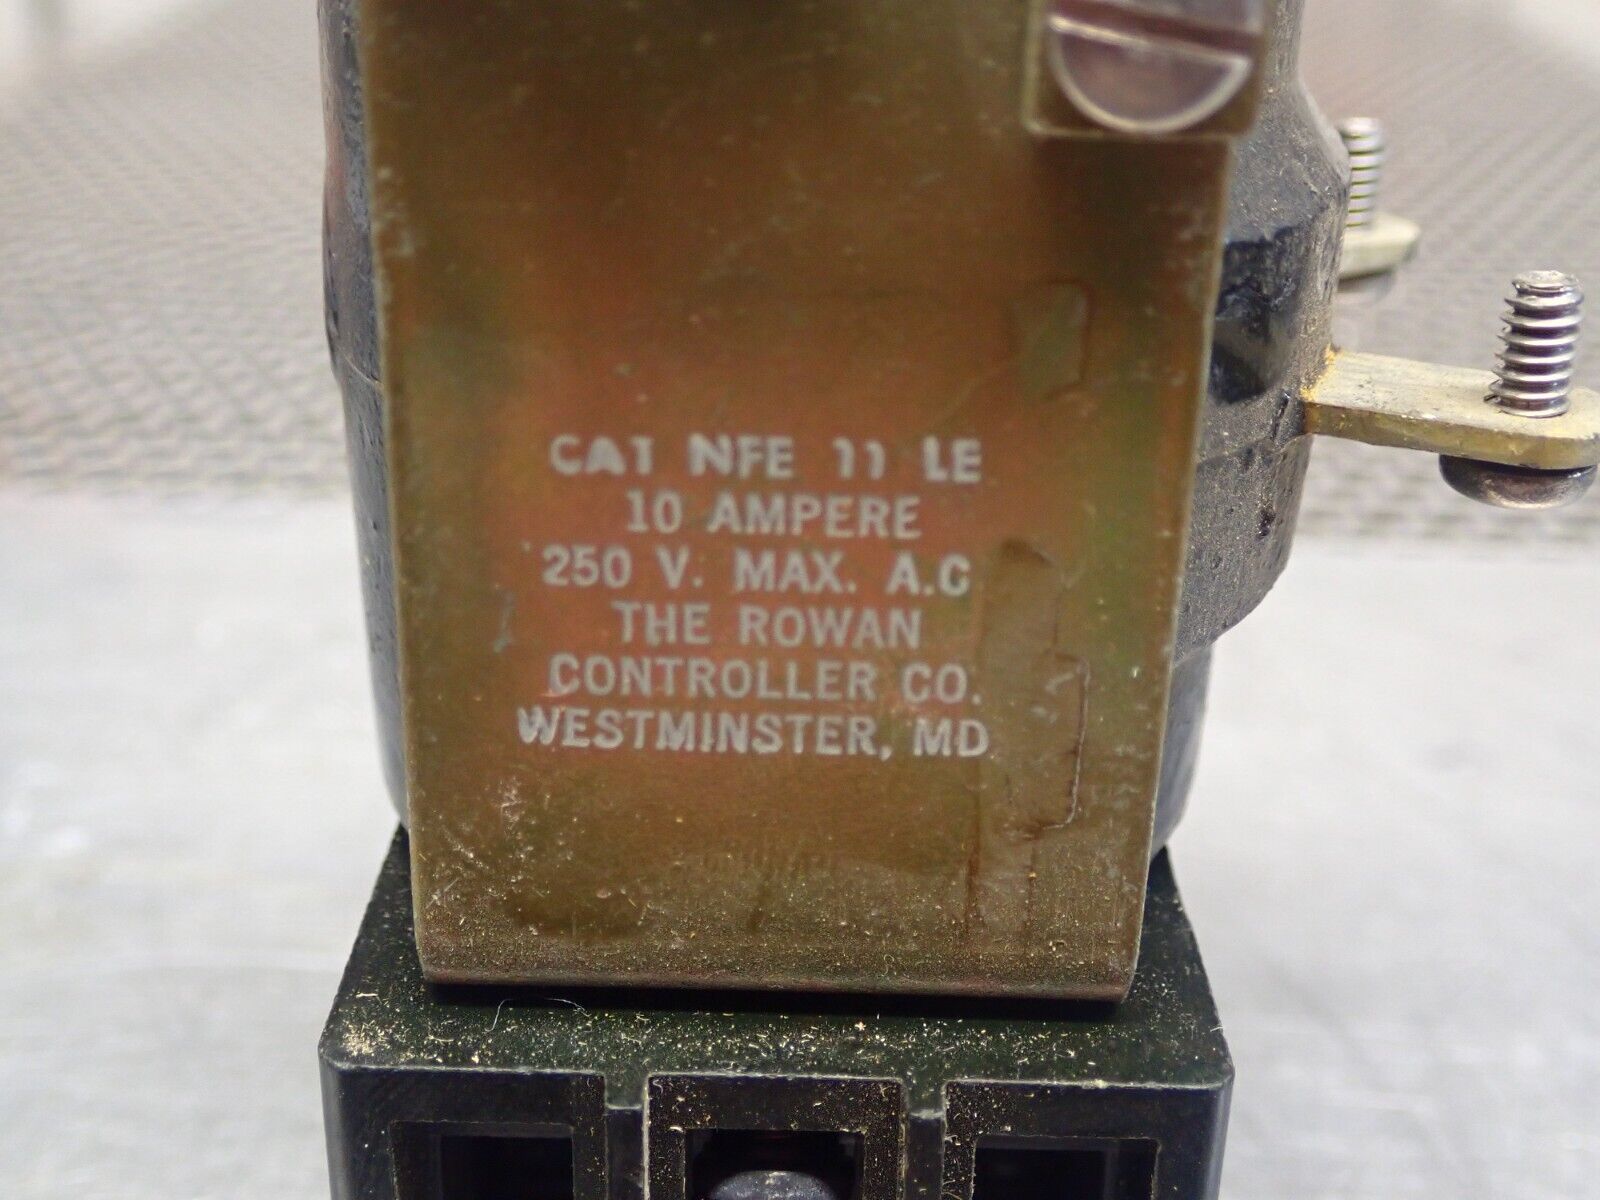 CAT NFE 11 LE
10 AMPERE
250 V. MAX. A.C
THE ROWAN
CONTROLLER CO.
WESTMINSTER, MD